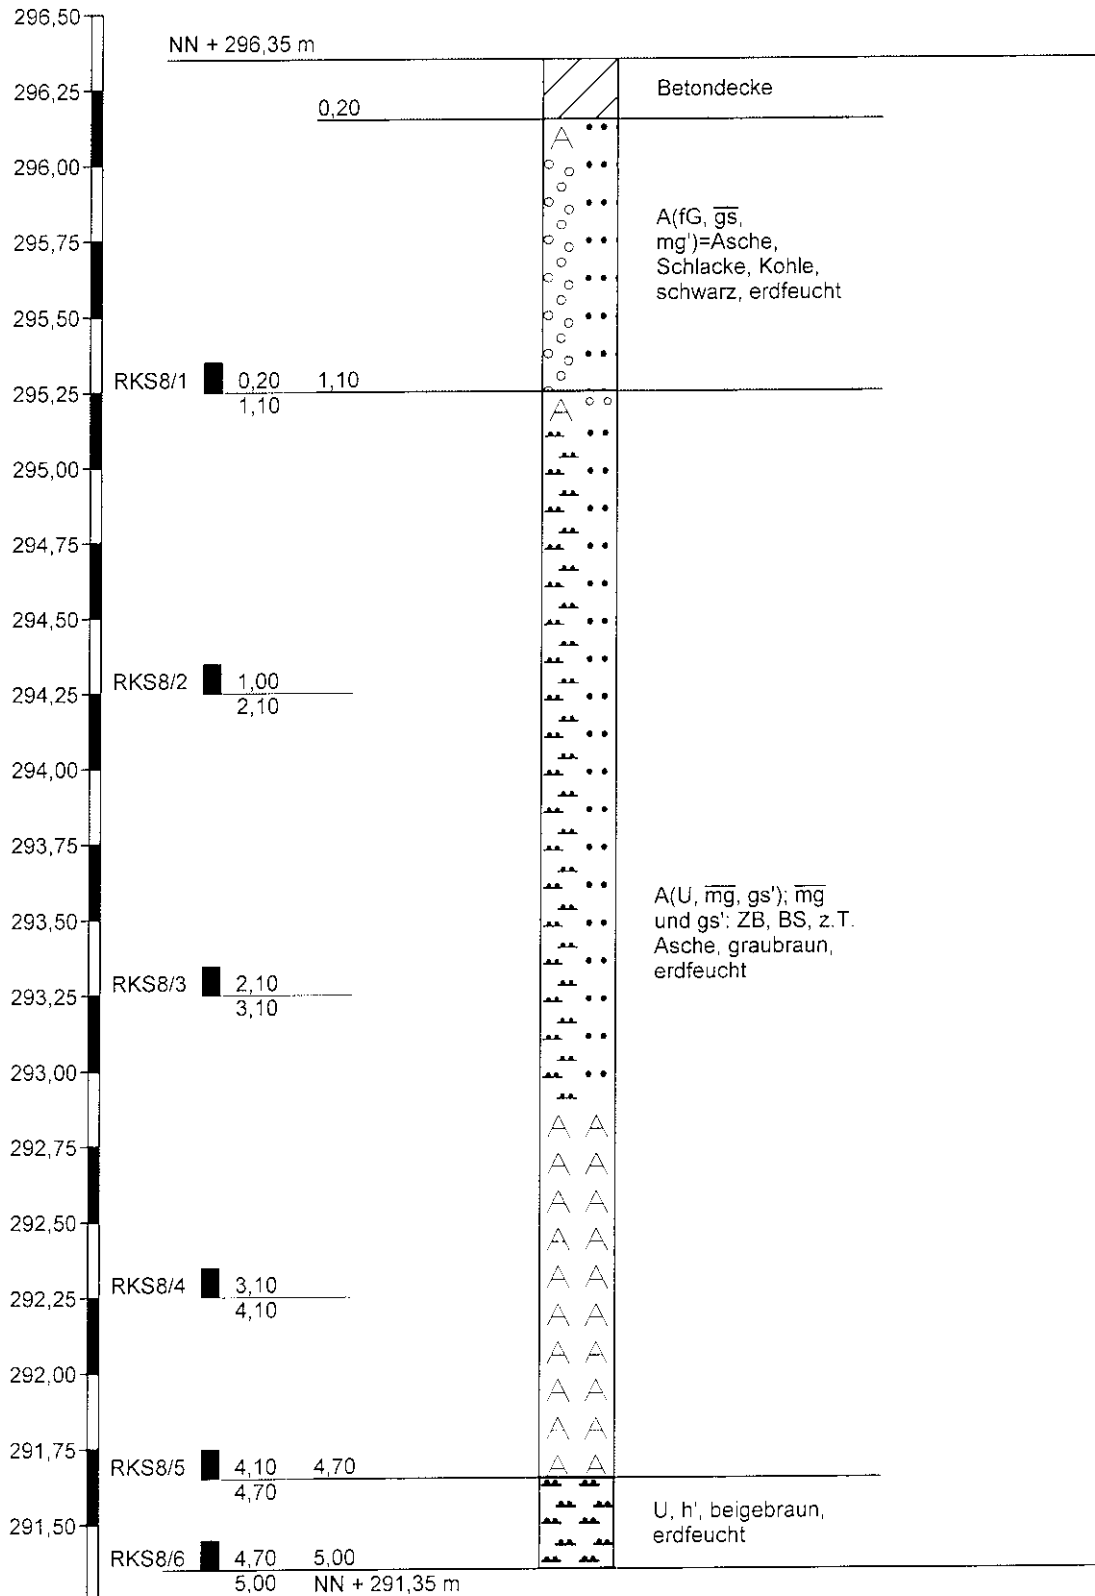 296,50
NN + 296,35 m
296,25
Betondecke
0,20
A
296,00
A(fG, g̅s̅,
mg')=Asche,
Schlacke, Kohle,
schwarz, erdfeucht
295,75
295,50
RKS8/1 0,20 1,10
1,10
295,25
A
295,00
294,75
294,50
RKS8/2 1,00
2,10
294,25
294,00
293,75
A(U, m̅g̅, gs'); m̅g̅
und gs': ZB, BS, z.T.
Asche, graubraun,
erdfeucht
293,50
RKS8/3 2,10
3,10
293,25
293,00
A A
292,75
A A
A A
292,50
A A
RKS8/4 3,10
4,10
A A
292,25
A A
A A
292,00
A A
A A
291,75
A A
RKS8/5 4,10 4,70
4,70
U, h', beigebraun,
erdfeucht
291,50
RKS8/6 4,70 5,00
5,00 NN + 291,35 m